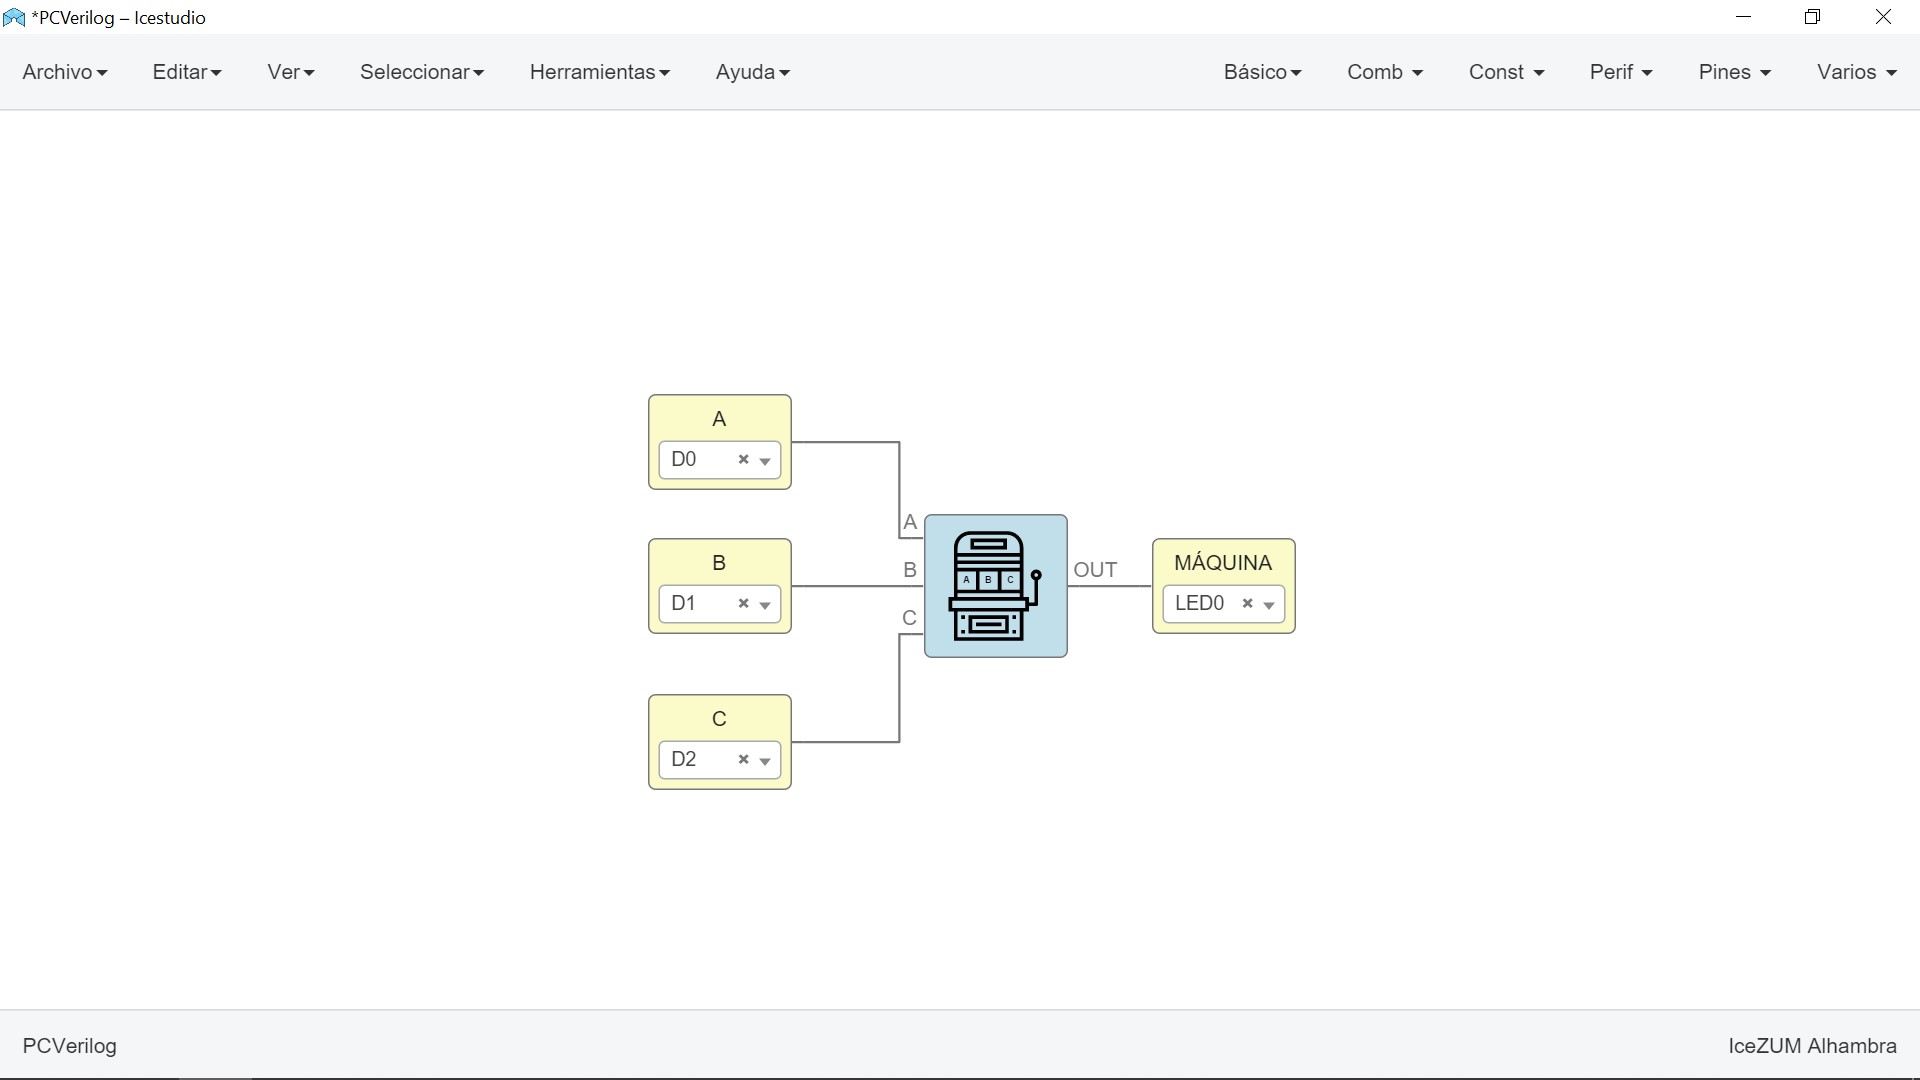 *PCVerilog – Icestudio
Archivo Editar Ver Seleccionar Herramientas Ayuda Básico Comb Const Perif Pines Varios
A
D0
B
D1
C
D2
A
B
C
A B C
OUT
MÁQUINA
LED0
PCVerilog
IceZUM Alhambra